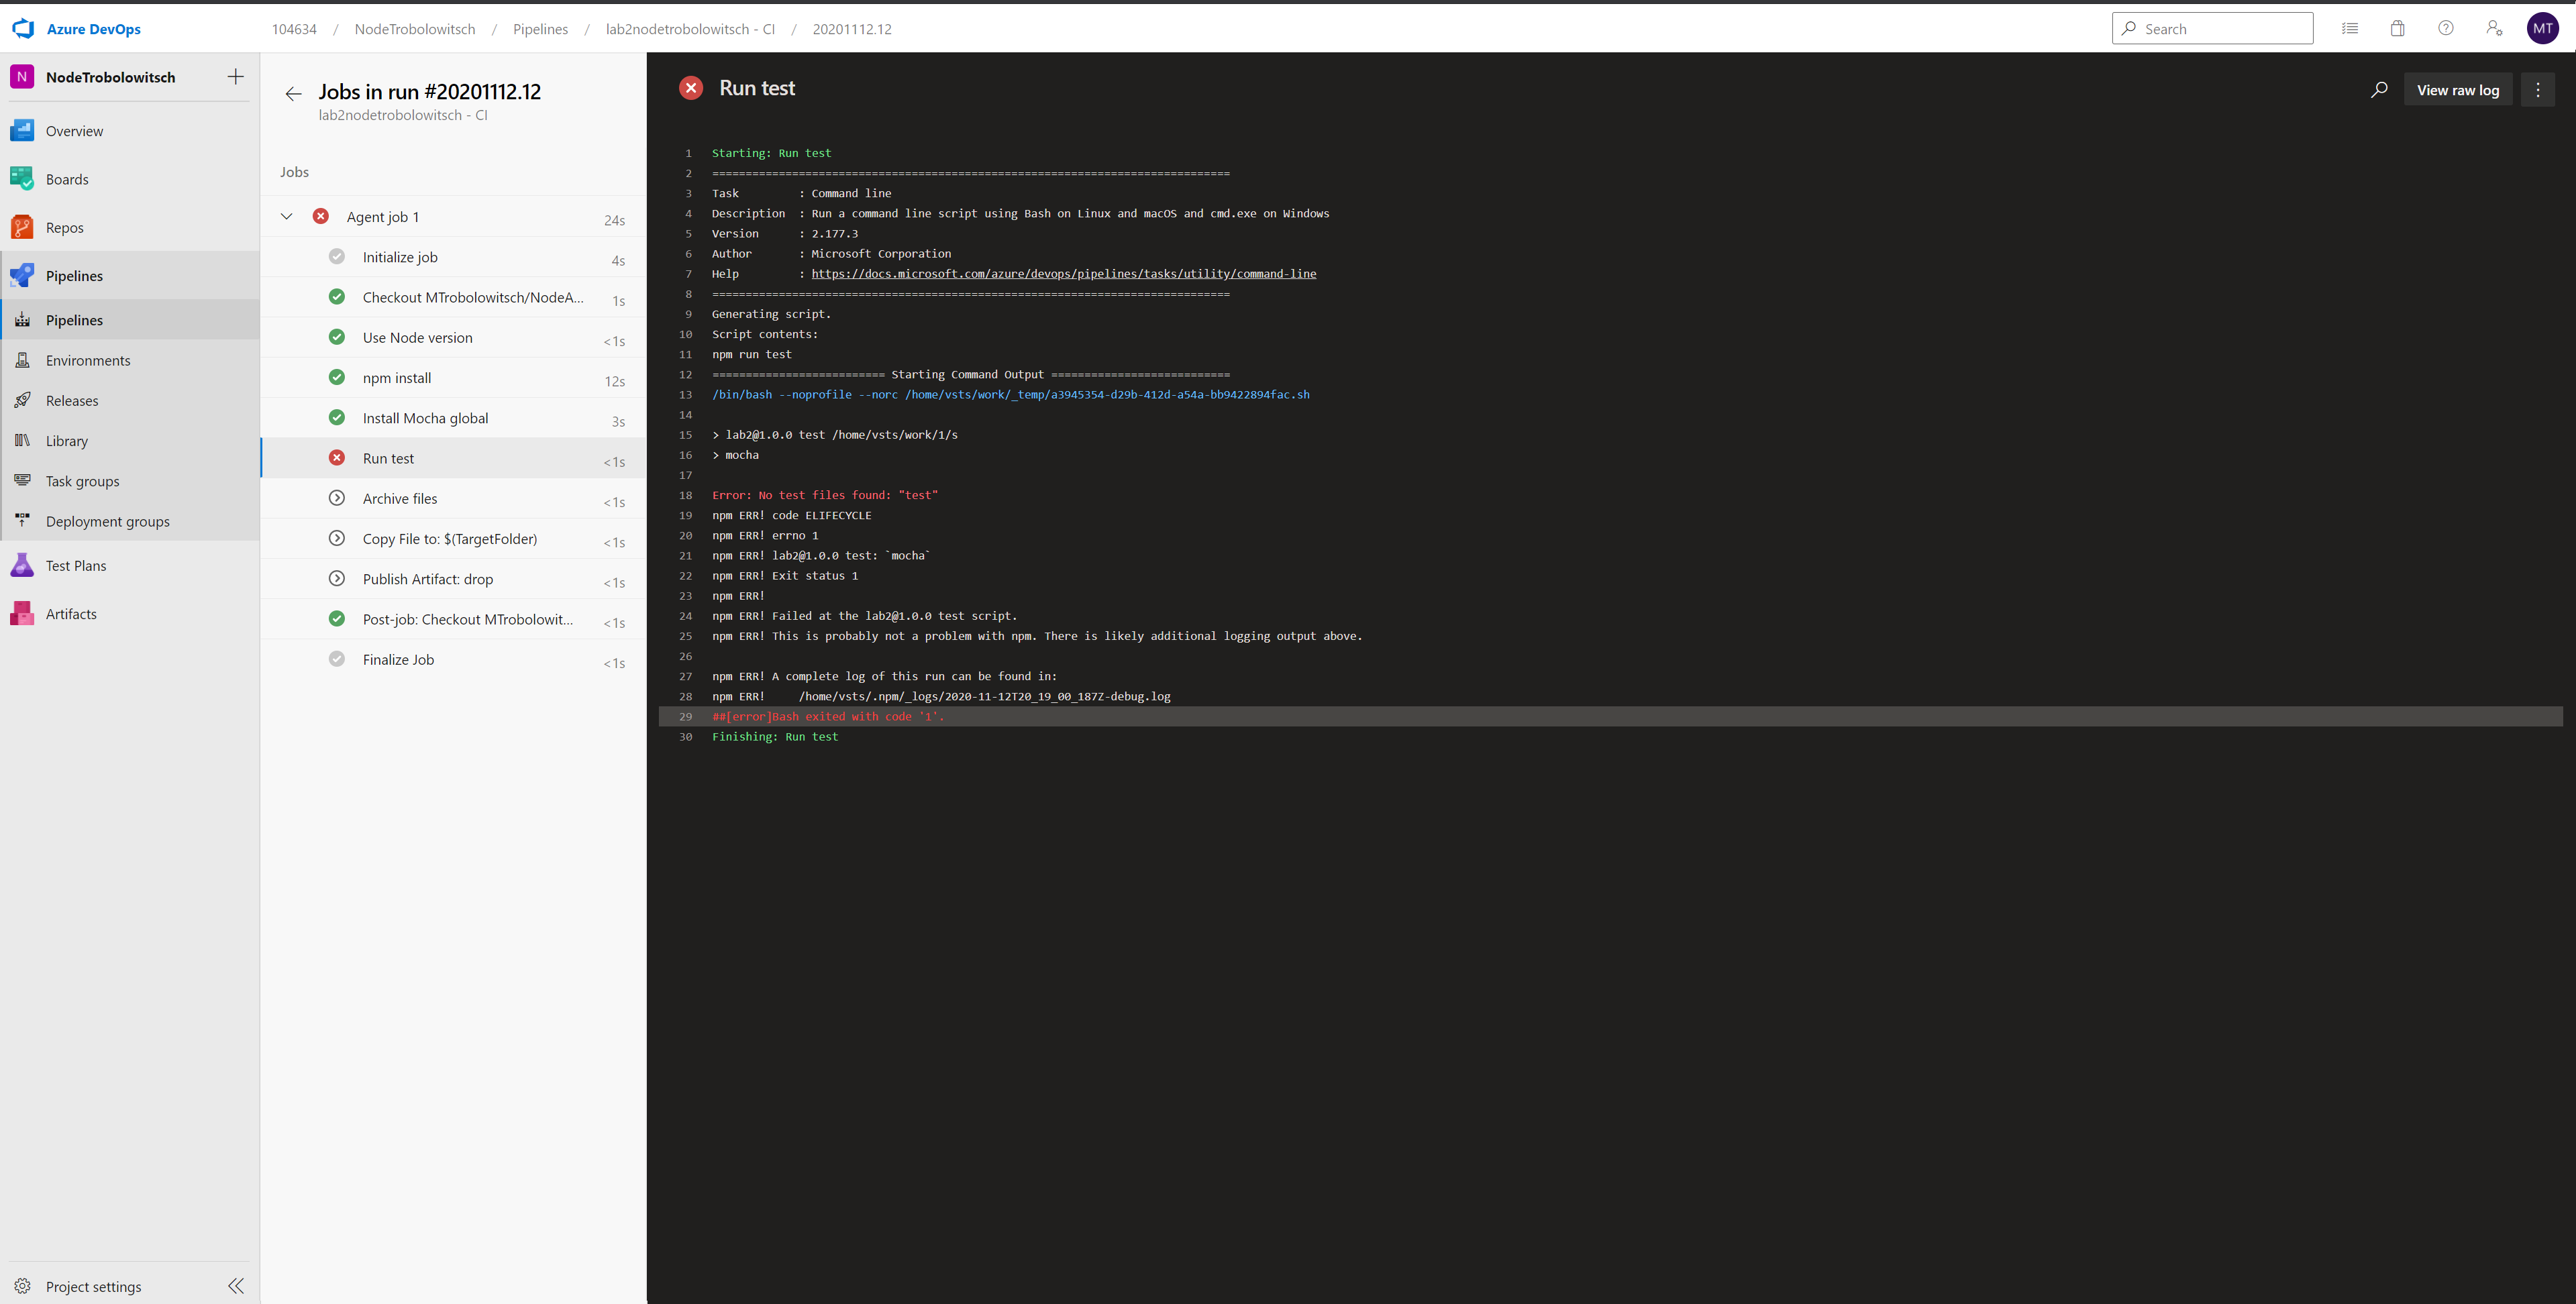 Azure DevOps
104634 / NodeTrobolowitsch / Pipelines / lab2nodetrobolowitsch - CI / 20201112.12
Search
MT
N NodeTrobolowitsch
Overview
Boards
Repos
Pipelines
Pipelines
Environments
Releases
Library
Task groups
Deployment groups
Test Plans
Artifacts
Project settings
Jobs in run #20201112.12
lab2nodetrobolowitsch - CI
Jobs
Agent job 1 24s
Initialize job 4s
Checkout MTrobolowitsch/NodeA... 1s
Use Node version <1s
npm install 12s
Install Mocha global 3s
Run test <1s
Archive files <1s
Copy File to: $(TargetFolder) <1s
Publish Artifact: drop <1s
Post-job: Checkout MTrobolowit... <1s
Finalize Job <1s
Run test
View raw log
1 Starting: Run test
2 ==============================================================================
3 Task         : Command line
4 Description  : Run a command line script using Bash on Linux and macOS and cmd.exe on Windows
5 Version      : 2.177.3
6 Author       : Microsoft Corporation
7 Help         : https://docs.microsoft.com/azure/devops/pipelines/tasks/utility/command-line
8 ==============================================================================
9 Generating script.
10 Script contents:
11 npm run test
12 ========================== Starting Command Output ===========================
13 /bin/bash --noprofile --norc /home/vsts/work/_temp/a3945354-d29b-412d-a54a-bb9422894fac.sh
14
15 > lab2@1.0.0 test /home/vsts/work/1/s
16 > mocha
17
18 Error: No test files found: "test"
19 npm ERR! code ELIFECYCLE
20 npm ERR! errno 1
21 npm ERR! lab2@1.0.0 test: `mocha`
22 npm ERR! Exit status 1
23 npm ERR!
24 npm ERR! Failed at the lab2@1.0.0 test script.
25 npm ERR! This is probably not a problem with npm. There is likely additional logging output above.
26
27 npm ERR! A complete log of this run can be found in:
28 npm ERR!     /home/vsts/.npm/_logs/2020-11-12T20_19_00_187Z-debug.log
29 ##[error]Bash exited with code '1'.
30 Finishing: Run test